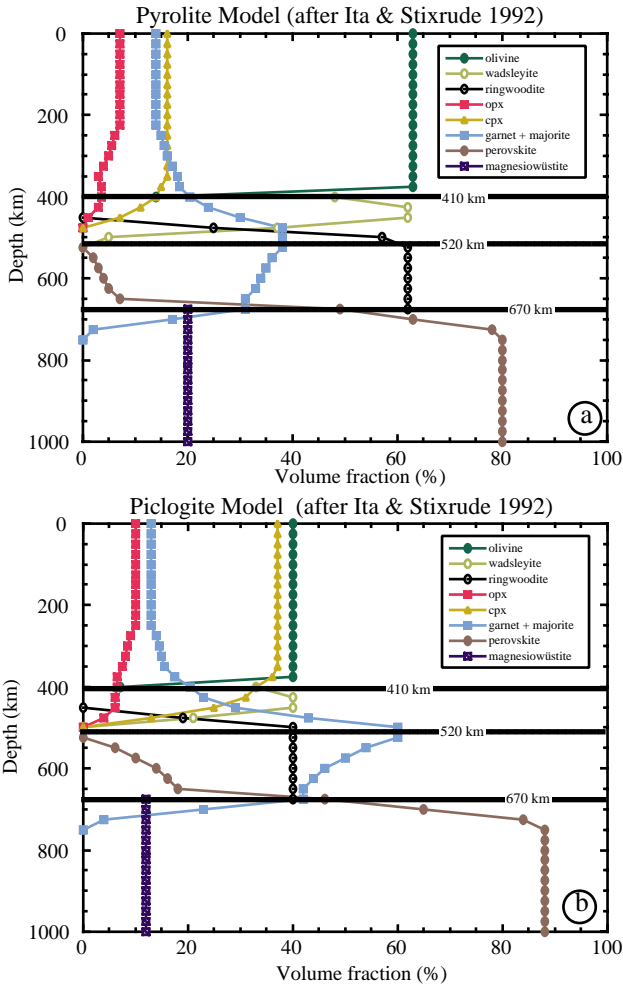 Pyrolite Model (after Ita & Stixrude 1992)
0
200
400
600
800
1000
Depth (km)
olivine
wadsleyite
ringwoodite
opx
cpx
garnet + majorite
perovskite
magnesiowüstite
410 km
520 km
670 km
a
0
20
40
60
80
100
Volume fraction (%)
Piclogite Model (after Ita & Stixrude 1992)
0
200
400
600
800
1000
Depth (km)
olivine
wadsleyite
ringwoodite
opx
cpx
garnet + majorite
perovskite
magnesiowüstite
410 km
520 km
670 km
b
0
20
40
60
80
100
Volume fraction (%)